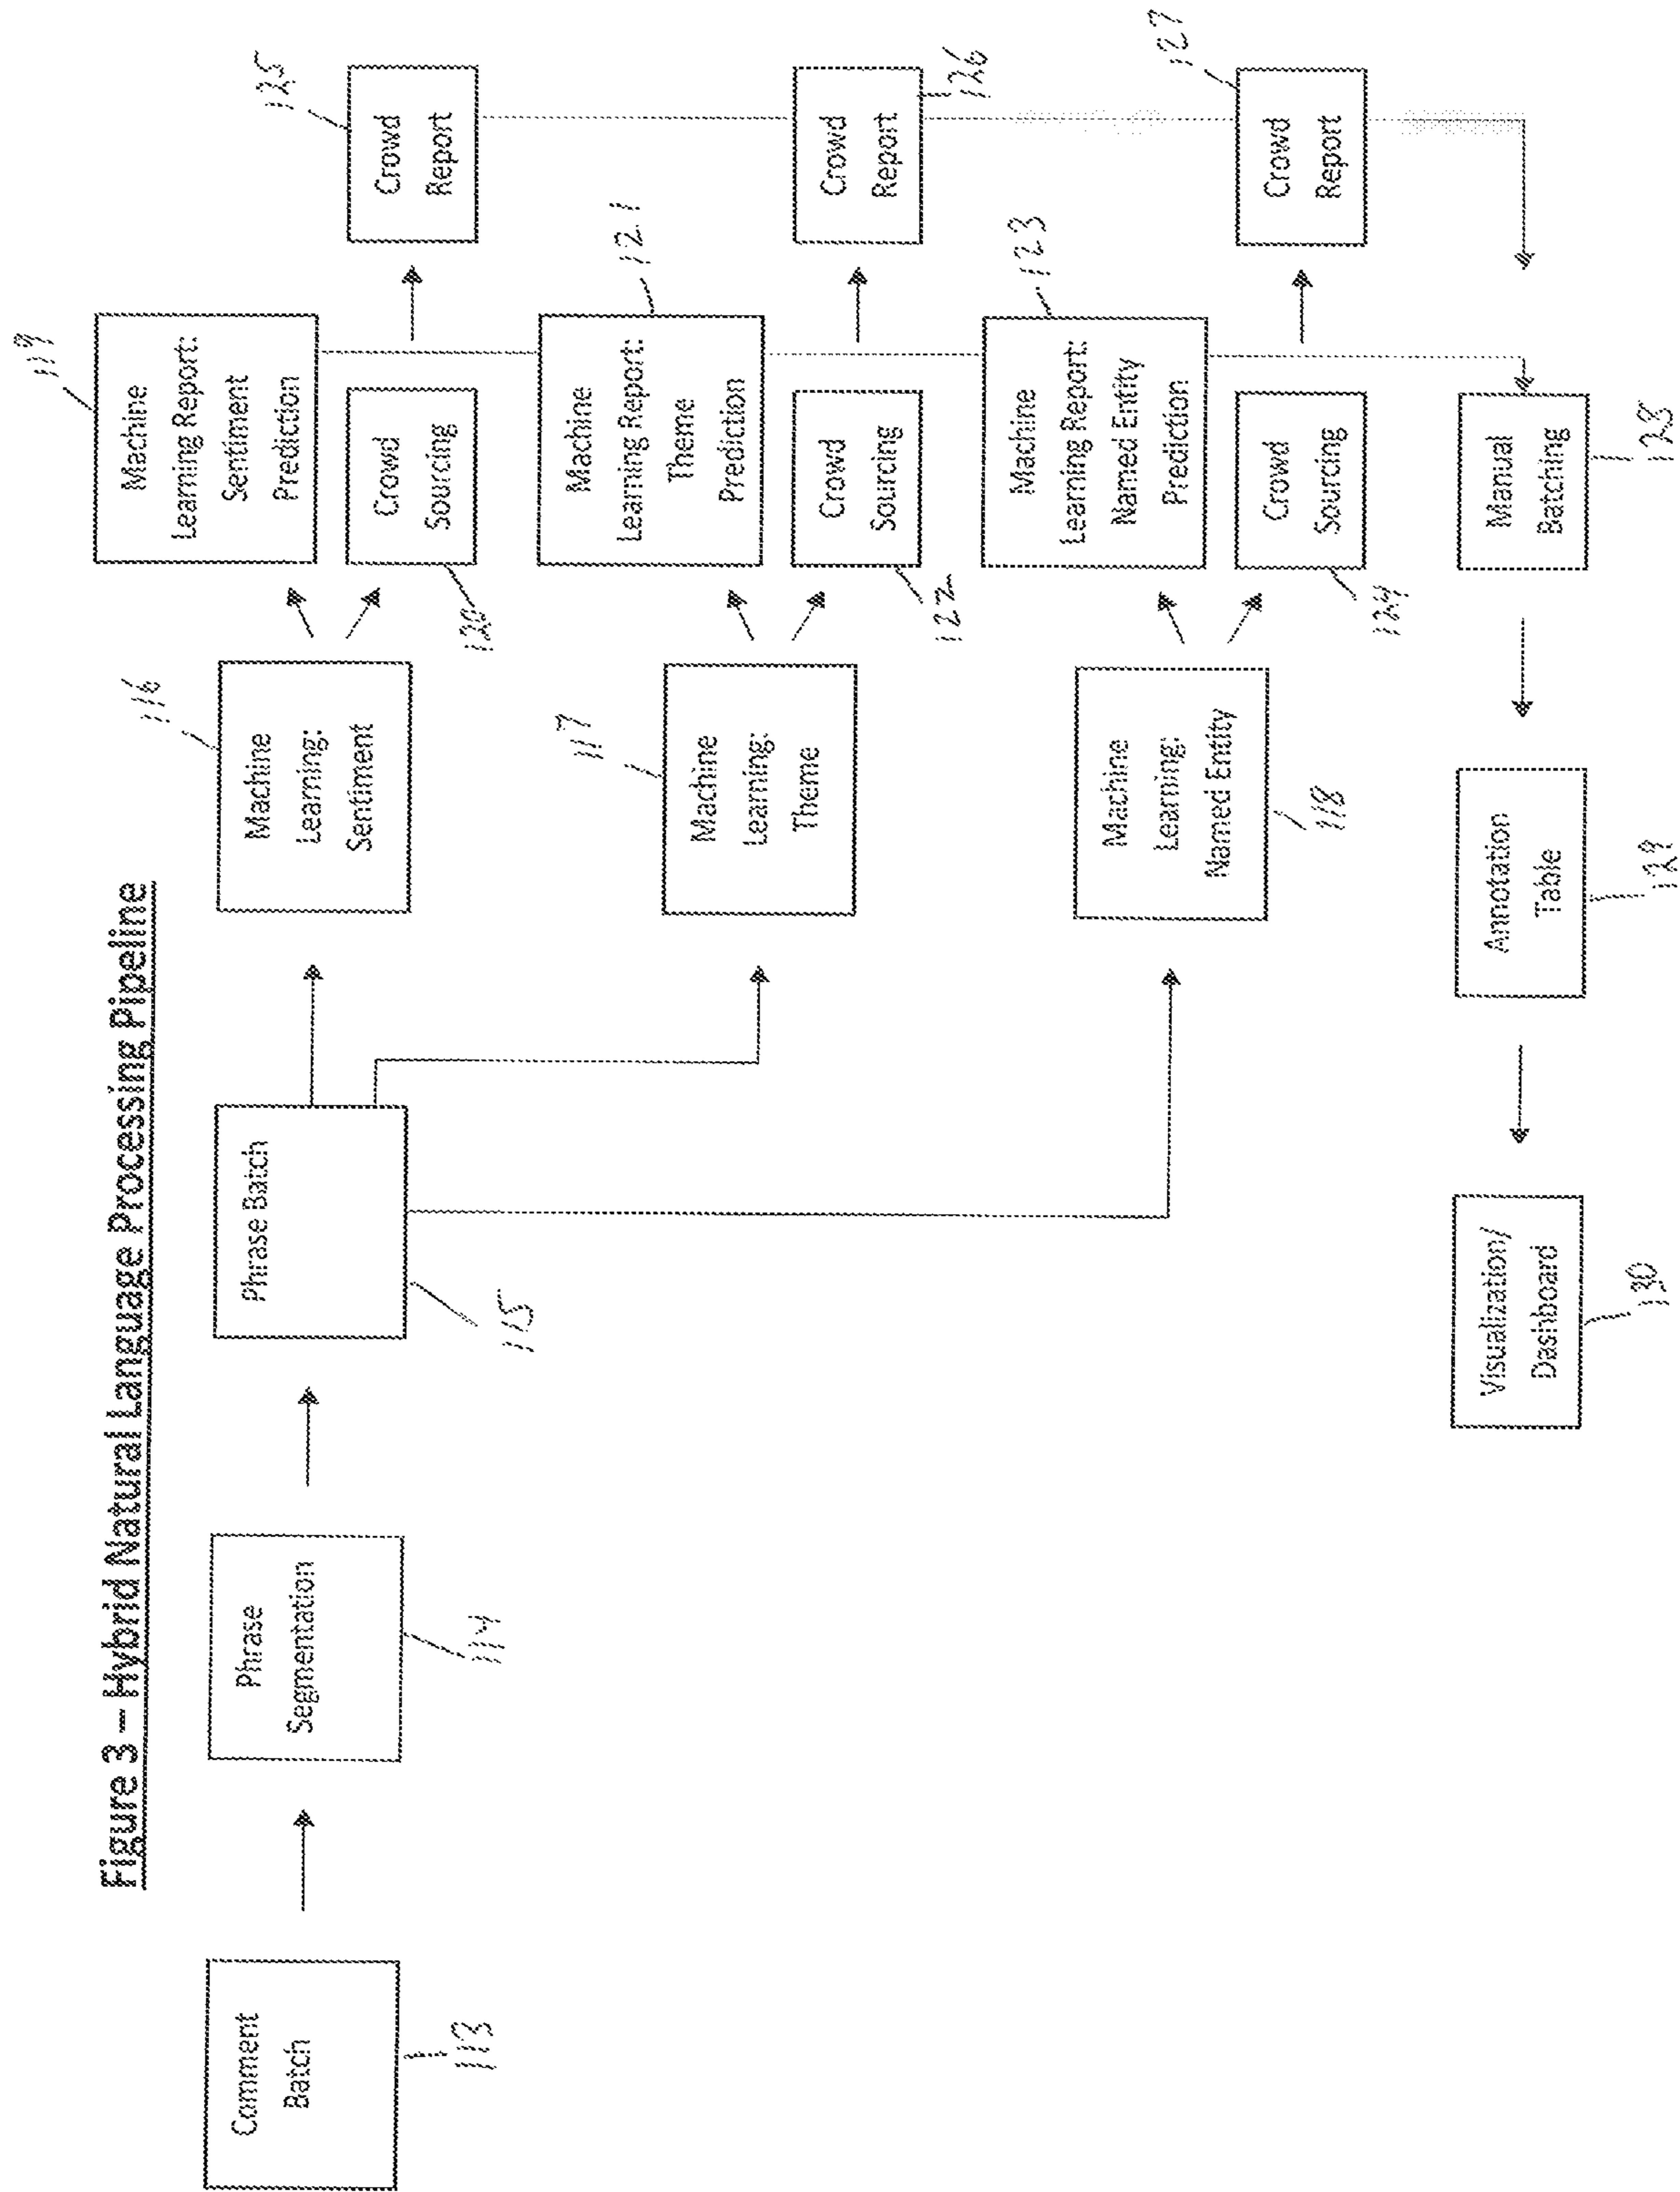 Figure 3 – Hybrid Natural Language Processing Pipeline
Comment
Batch
113
Phrase
Segmentation
114
Phrase Batch
115
Machine
Learning:
Sentiment
116
Machine
Learning Report:
Sentiment
Prediction
119
Crowd
Sourcing
120
Crowd
Report
125
Machine
Learning:
Theme
117
Machine
Learning Report:
Theme
Prediction
121
Crowd
Sourcing
122
Crowd
Report
126
Machine
Learning:
Named Entity
118
Machine
Learning Report:
Named Entity
Prediction
123
Crowd
Sourcing
124
Crowd
Report
127
Visualization/
Dashboard
130
Annotation
Table
129
Manual
Batching
128